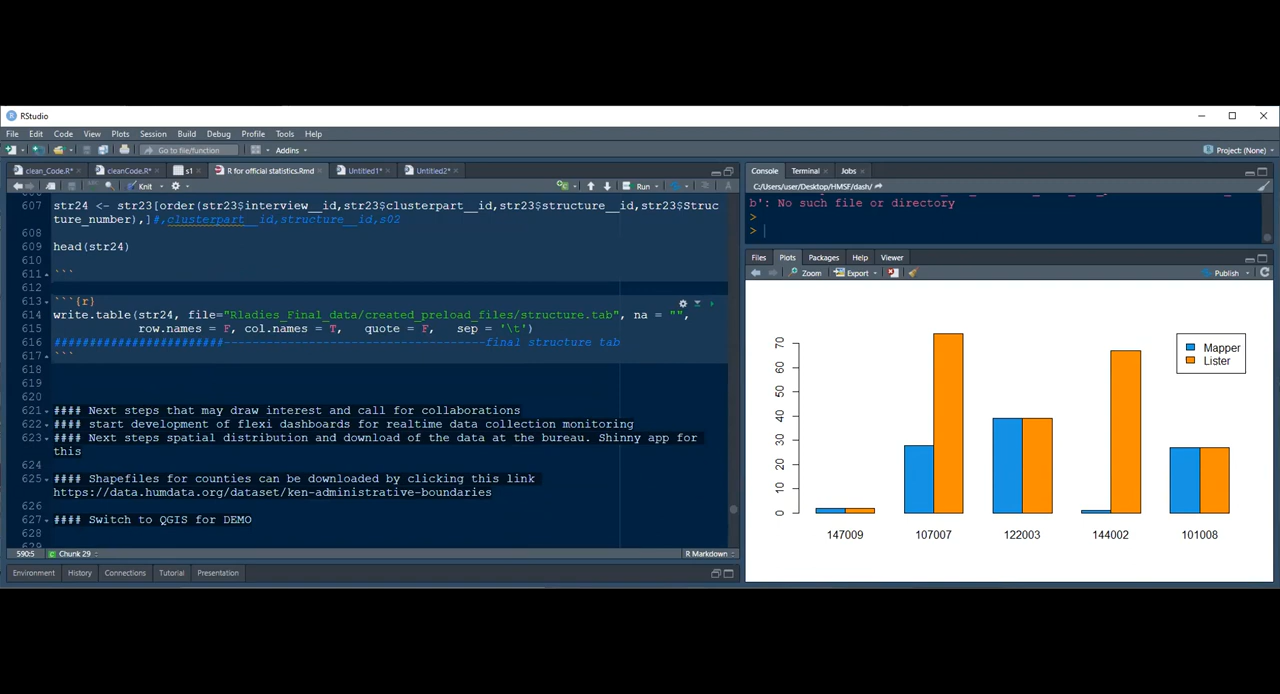 RStudio
File Edit Code View Plots Session Build Debug Profile Tools Help
Go to file/function Addins Project: (None)
clean_Code.R* cleanCode.R* s1 R for official statistics.Rmd Untitled1* Untitled2*
Knit Run
607 str24 <- str23[order(str23$interview__id,str23$clusterpart__id,str23$structure__id,str23$Struc
ture_number),]#,clusterpart__id,structure__id,s02
608
609 head(str24)
610
611 ```
612
613 ```{r}
614 write.table(str24, file="Rladies_Final_data/created_preload_files/structure.tab", na = "",
615 row.names = F, col.names = T, quote = F, sep = '\t')
616 ########################-------------------------------------final structure tab
617 ```
618
619
620
621 #### Next steps that may draw interest and call for collaborations
622 #### start development of flexi dashboards for realtime data collection monitoring
623 #### Next steps spatial distribution and download of the data at the bureau. Shinny app for
this
624
625 #### Shapefiles for counties can be downloaded by clicking this link
https://data.humdata.org/dataset/ken-administrative-boundaries
626
627 #### Switch to QGIS for DEMO
628
590:5 Chunk 29 R Markdown
Environment History Connections Tutorial Presentation
Console Terminal Jobs
C:/Users/user/Desktop/HMSF/dash/
b': No such file or directory
>
>
Files Plots Packages Help Viewer
Zoom Export Publish
Mapper
Lister
70
60
50
40
30
20
10
0
147009 107007 122003 144002 101008